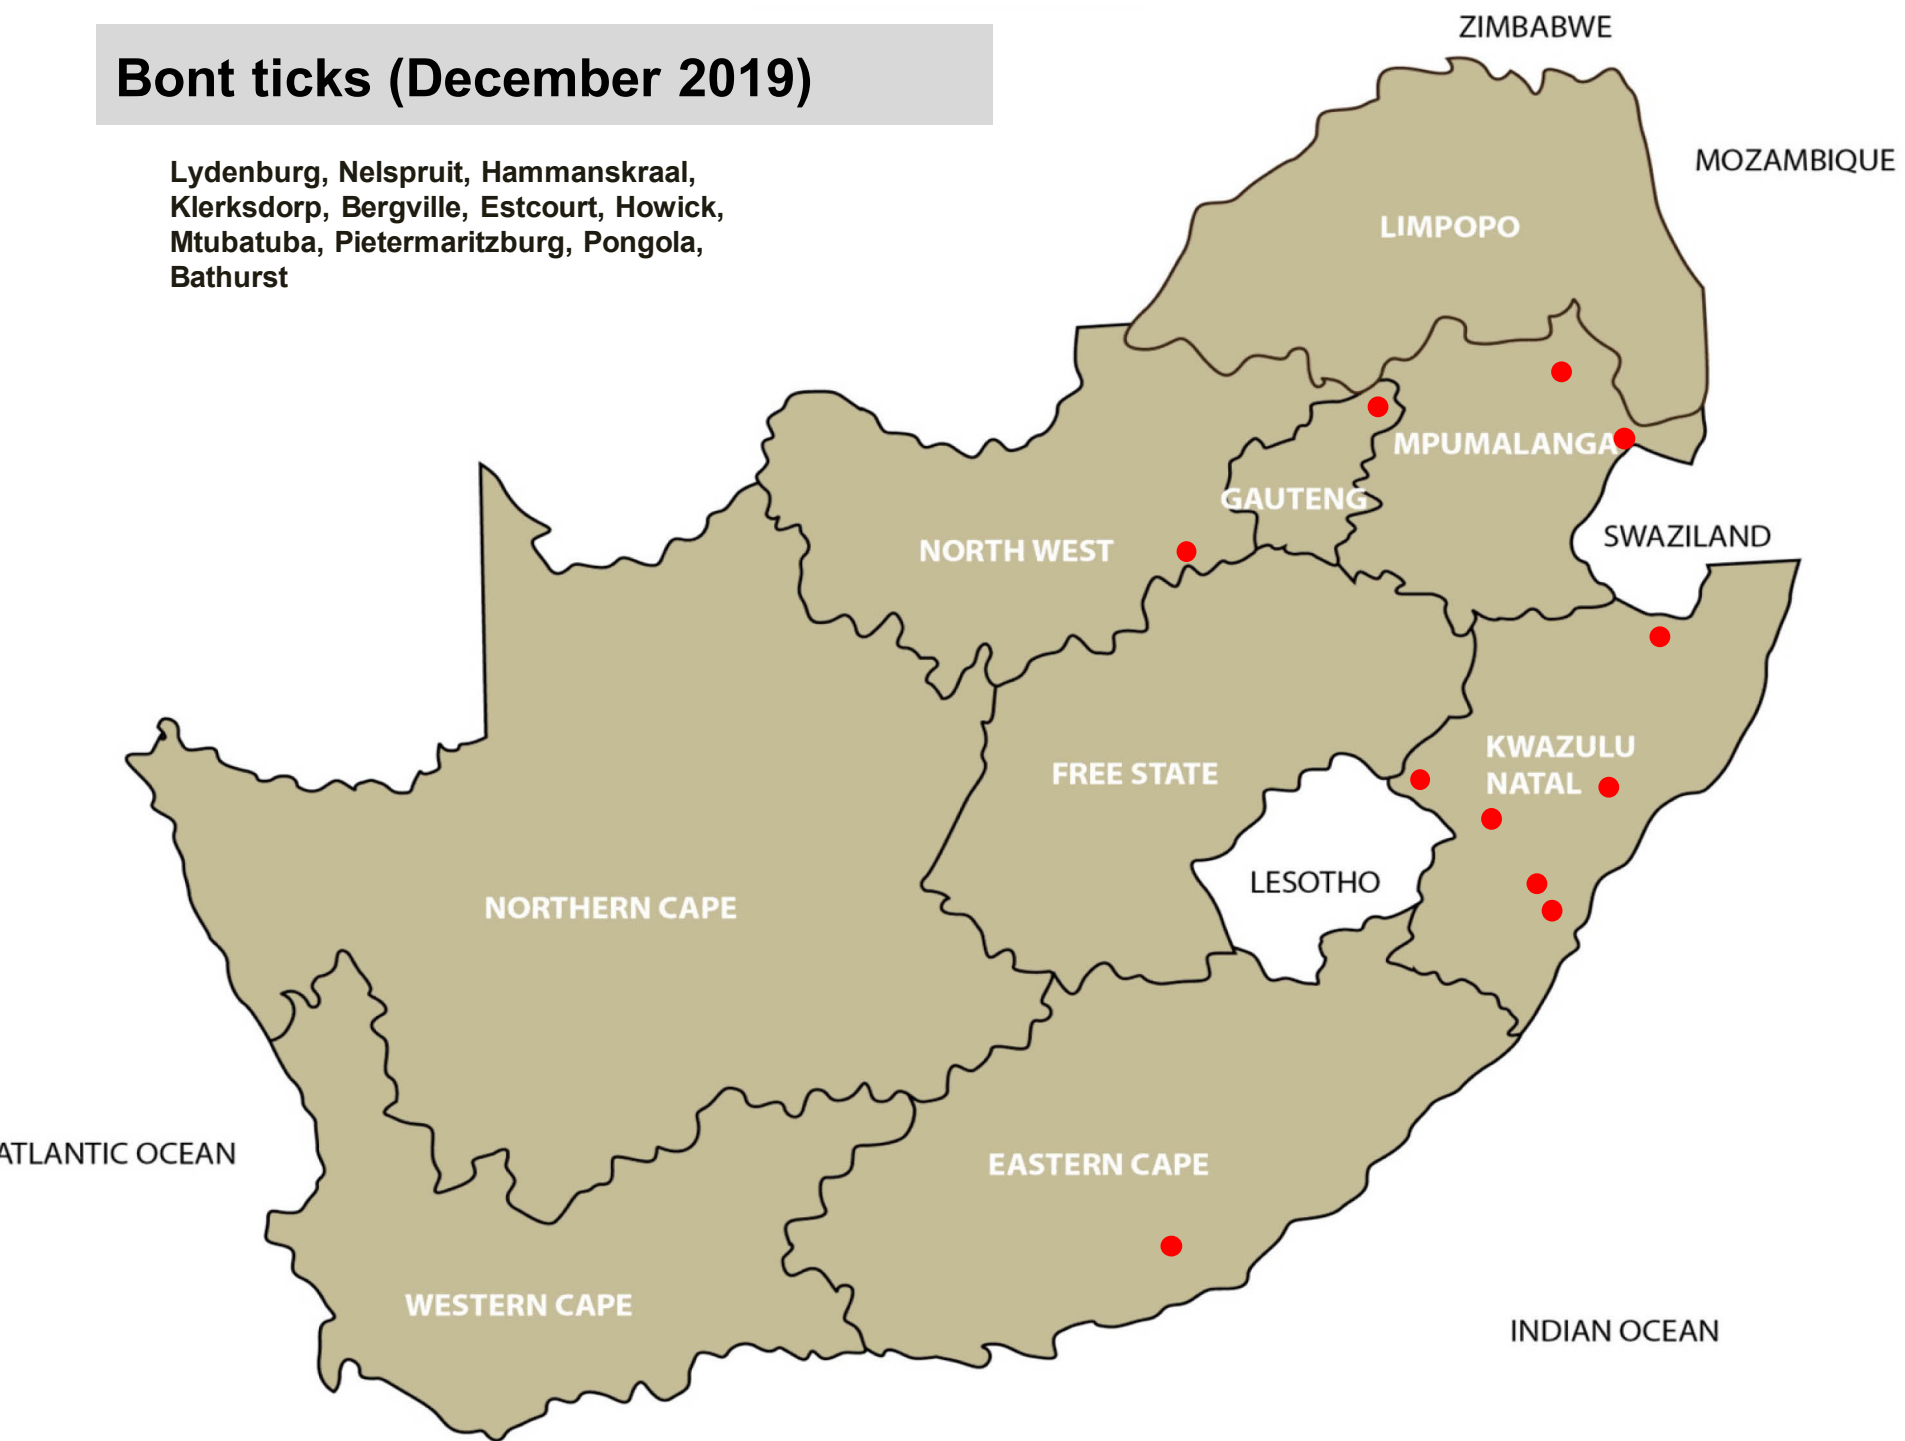 Bont ticks (December 2019)
Lydenburg, Nelspruit, Hammanskraal,
Klerksdorp, Bergville, Estcourt, Howick,
Mtubatuba, Pietermaritzburg, Pongola,
Bathurst
ZIMBABWE
MOZAMBIQUE
LIMPOPO
MPUMALANGA
GAUTENG
SWAZILAND
NORTH WEST
KWAZULU
NATAL
FREE STATE
LESOTHO
NORTHERN CAPE
ATLANTIC OCEAN
EASTERN CAPE
WESTERN CAPE
INDIAN OCEAN